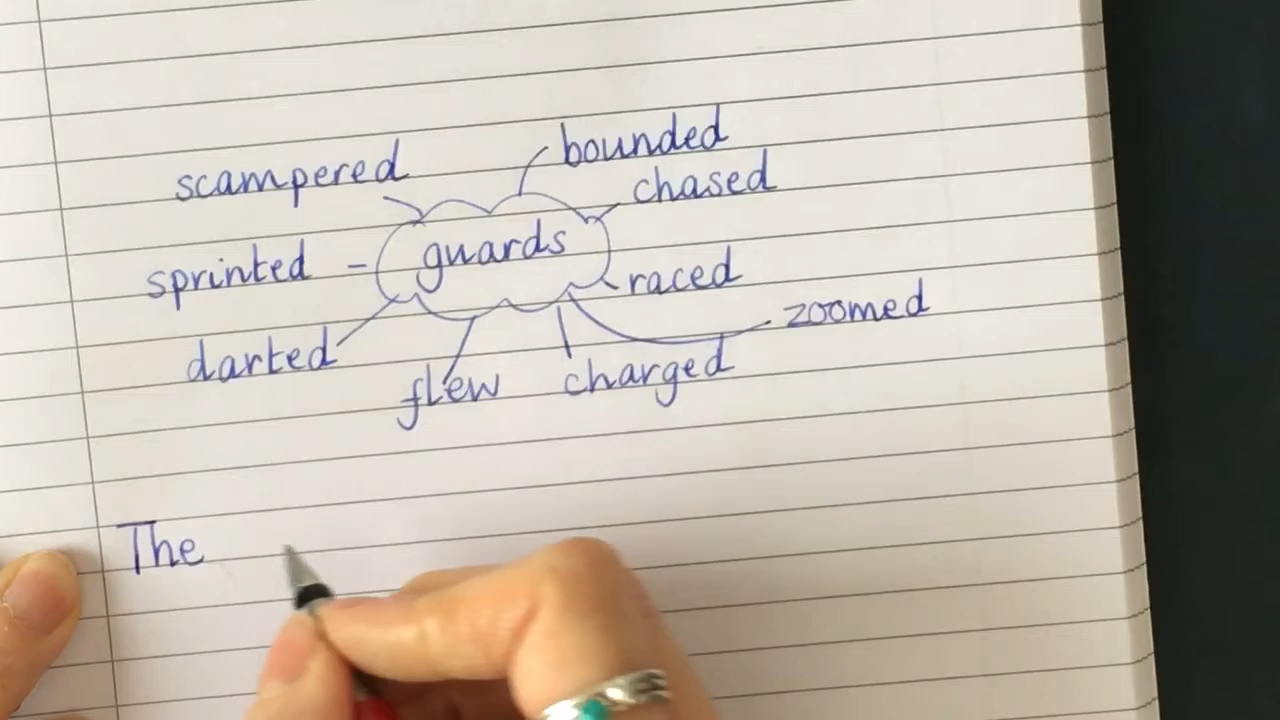 bounded
scampered
chased
guards
sprinted
raced
zoomed
darted
flew
charged
The